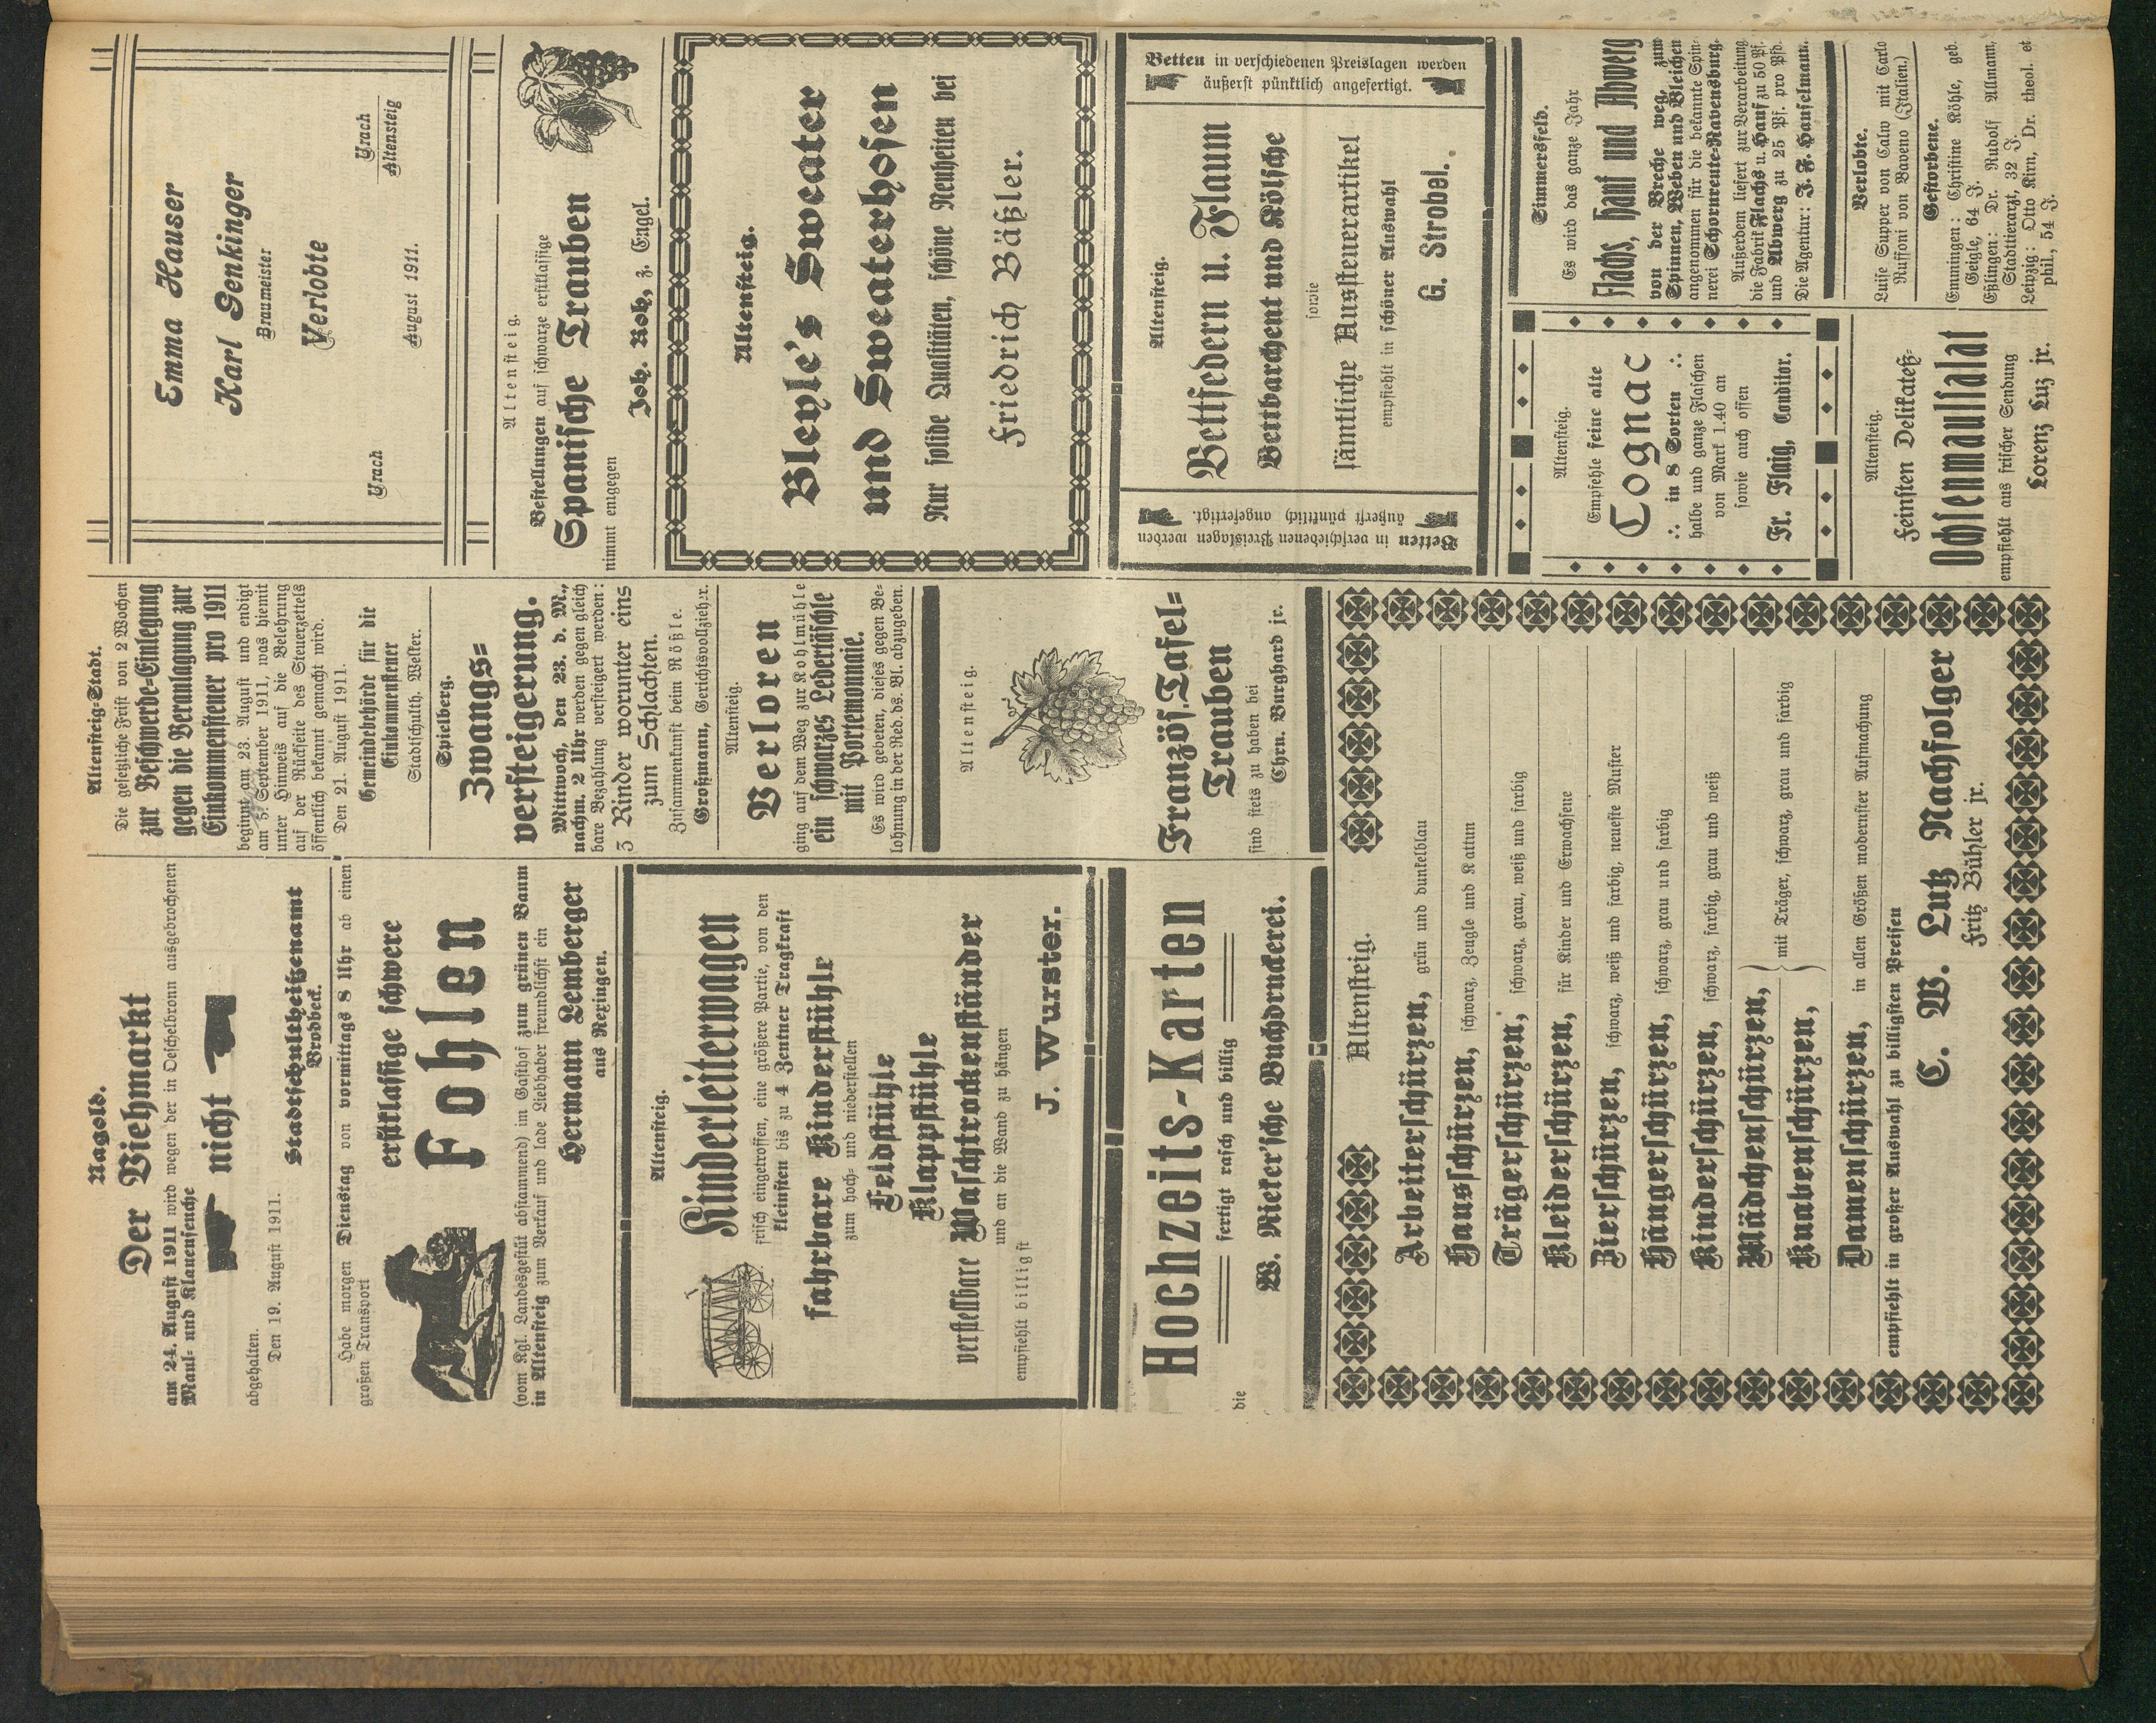 Nagold.
Der Viehmarkt
am 24. August 1911 wird wegen der in Oeschelbronn ausgebrochenen
Maul- und Klauenseuche
nicht
abgehalten.
Den 19. August 1911.
Stadtschultheißenamt
Brodbeck.
Habe morgen Dienstag von vormittags 8 Uhr ab einen
großen Transport
erstklassige schwere
Fohlen
(vom Kgl. Landesgestüt abstammend) im Gasthof zum grünen Baum
in Altensteig zum Verkauf und lade Liebhaber freundlichst ein
Hermann Lemberger
aus Rexingen.
Altensteig.
Kinderleiterwagen
frisch eingetroffen, eine größere Partie, von den
kleinsten bis zu 4 Zentner Tragkraft
fahrbare Kinderstühle
zum hoch- und niederstellen
Feldstühle
Klappstühle
verstellbare Waschtrockenständer
und an die Wand zu hängen
empfiehlt billigst
J. Wurster.
Hochzeits-Karten
fertigt rasch und billig
die
W. Rieker'sche Buchdruckerei.
Altensteig-Stadt.
Die gesetzliche Frist von 2 Wochen
zur Beschwerde-Einlegung
gegen die Veranlagung zur
Einkommensteuer pro 1911
beginnt am 23. August und endigt
am 5. September 1911, was hiemit
unter Hinweis auf die Belehrung
auf der Rückseite des Steuerzettels
öffentlich bekannt gemacht wird.
Den 21. August 1911.
Gemeindebehörde für die
Einkommensteuer
Stadtschulth. Welker.
Spielberg.
Zwangs=
versteigerung.
Mittwoch, den 23. d. M.,
nachm. 2 Uhr werden gegen gleich
bare Bezahlung versteigert werden:
3 Rinder worunter eins
zum Schlachten.
Zusammenkunft beim Rößle.
Großmann, Gerichtsvollzieher.
Altensteig.
Verloren
ging auf dem Weg zur Kohlmühle
ein schwarzes Ledertäschle
mit Portemonnaie.
Es wird gebeten, dieses gegen Be-
lohnung in der Red. ds. Bl. abzugeben.
Altensteig.
Französ. Tafel=
Trauben
sind stets zu haben bei
Chrn. Burghard jr.
Altensteig.
Arbeiterschürzen, grün und dunkelblau
Hausschürzen, schwarz, Zeugle und Kattun
Trägerschürzen, schwarz, grau, weiß und farbig
Kleiderschürzen, für Kinder und Erwachsene
Zierschürzen, schwarz, weiß und farbig, neueste Muster
Hängerschürzen, schwarz, grau und farbig
Kinderschürzen, schwarz, farbig, grau und weiß
Mädchenschürzen,
mit Träger, schwarz, grau und farbig
Knabenschürzen,
Damenschürzen, in allen Größen modernster Aufmachung
empfiehlt in großer Auswahl zu billigsten Preisen
C. W. Lutz Nachfolger
Fritz Bühler jr.
Emma Hauser
Karl Genkinger
Braumeister
Verlobte
Urach
Urach
Altensteig
August 1911.
Altensteig.
Bestellungen auf schwarze erstklassige
Spanische Trauben
nimmt entgegen
Joh. Kotz, z. Engel.
Altensteig.
Bleyle's Sweater
und Sweaterhosen
Nur solide Qualitäten, schöne Neuheiten bei
Friedrich Bäßler.
Betten in verschiedenen Preislagen werden
äußerst pünktlich angefertigt.
Altensteig.
Bettfedern u. Flaum
Bettbarchent und Kölsche
sowie
sämtliche Aussteuerartikel
empfiehlt in schöner Auswahl
G. Strobel.
Betten in verschiedenen Preislagen werden
äußerst pünktlich angefertigt.
Altensteig.
Empfehle feine alte
Cognac
∴ in 8 Sorten ∴
halbe und ganze Flaschen
von Mark 1.40 an
sowie auch offen
Fr. Flaig, Conditor.
Altensteig.
Feinsten Delikateß-
Ochsenmaulsalat
empfiehlt aus frischer Sendung
Lorenz Luz jr.
Simmersfeld.
Es wird das ganze Jahr
Flachs, Hanf und Abwerg
von der Breche weg, zum
Spinnen, Weben und Bleichen
angenommen für die bekannte Spin-
nerei Schornreute-Ravensburg.
Außerdem liefert zur Verarbeitung
die Fabrik Flachs u. Hanf zu 50 Pf.
und Abwerg zu 25 Pf. pro Pfd.
Die Agentur: J. F. Hanselmann.
Verlobte.
Luise Supper von Calw mit Carlo
Ruffoni von Baveno (Italien.)
Gestorbene.
Emmingen: Christine Köhle, geb.
Geigle, 64 J.
Eßlingen: Dr. Rudolf Allmann,
Stadttierarzt, 32 J.
Leipzig: Otto Kirn, Dr. theol. et
phil., 54 J.